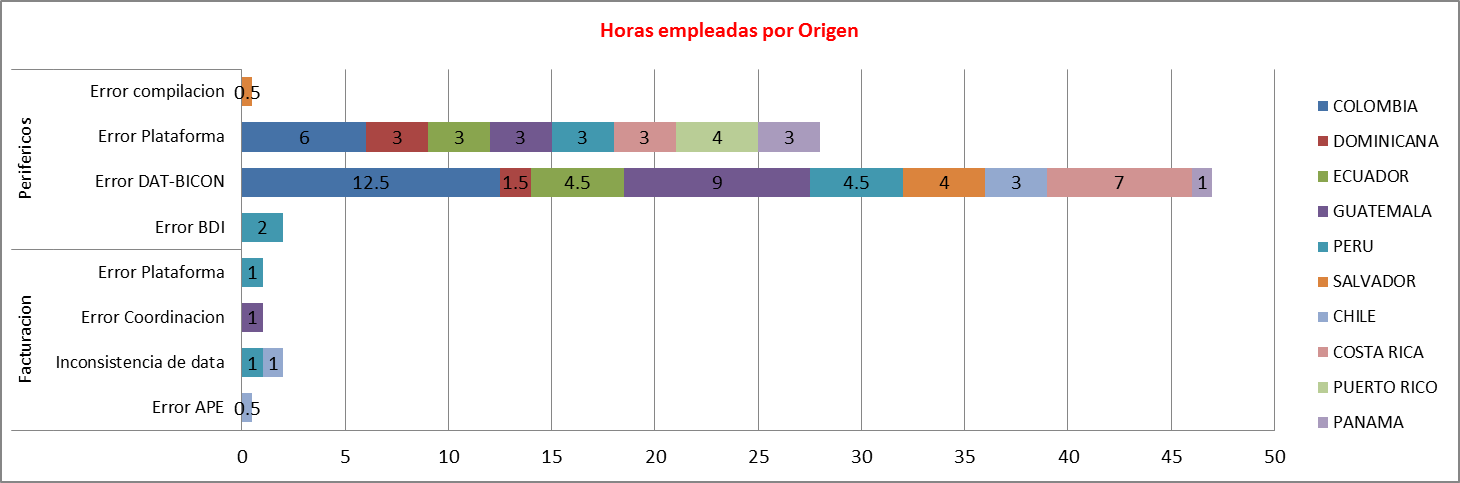 Horas empleadas por Origen
Perifericos
Error compilacion
0.5
Error Plataforma
6 3 3 3 3 3 4 3
Error DAT-BICON
12.5 1.5 4.5 9 4.5 4 3 7 1
Error BDI
2
Facturacion
Error Plataforma
1
Error Coordinacion
1
Inconsistencia de data
1 1
Error APE
0.5
0 5 10 15 20 25 30 35 40 45 50
COLOMBIA
DOMINICANA
ECUADOR
GUATEMALA
PERU
SALVADOR
CHILE
COSTA RICA
PUERTO RICO
PANAMA